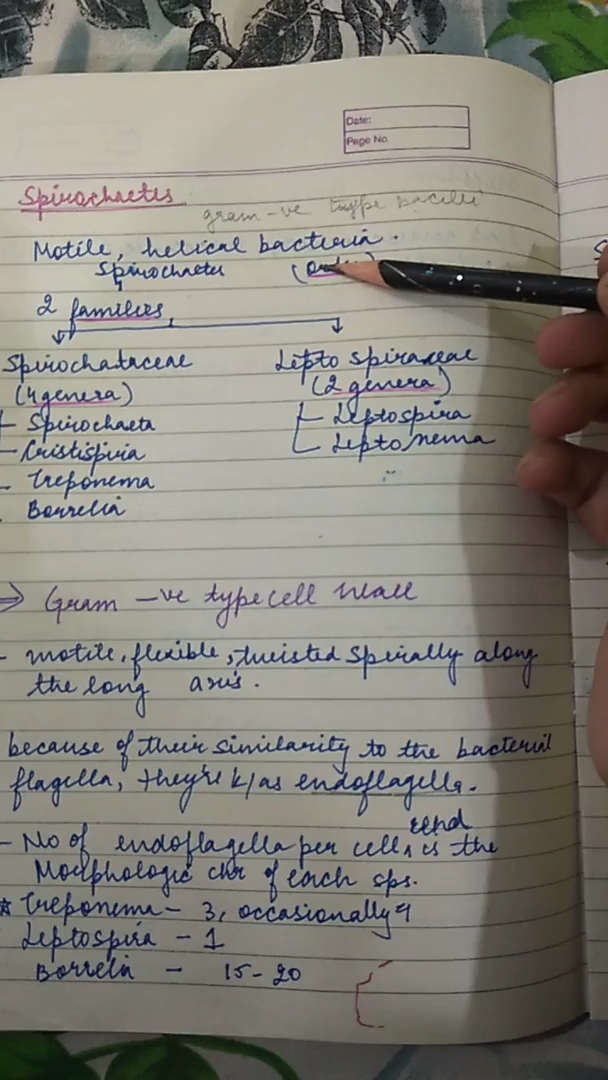 Date:
Page No.
Spirochaetes
gram -ve type bacilli
Motile, helical bacteria.
Spirochaetes
2 families,
Spirochataceae
(4 genera)
Spirochaeta
Cristispiria
Treponema
Borrelia
Lepto spiraceae
(2 genera)
Leptospira
Leptonema
⇒ Gram -ve type cell wall
- motile, flexible, twisted spirally along
the long axis.
because of their similarity to the bacterial
flagella, they're k/as endoflagella.
- No of endoflagella per cell, is the
Morphologic chr of each sps.
☆ Treponema - 3, occasionally 4
Leptospira - 1
Borrelia - 15-20